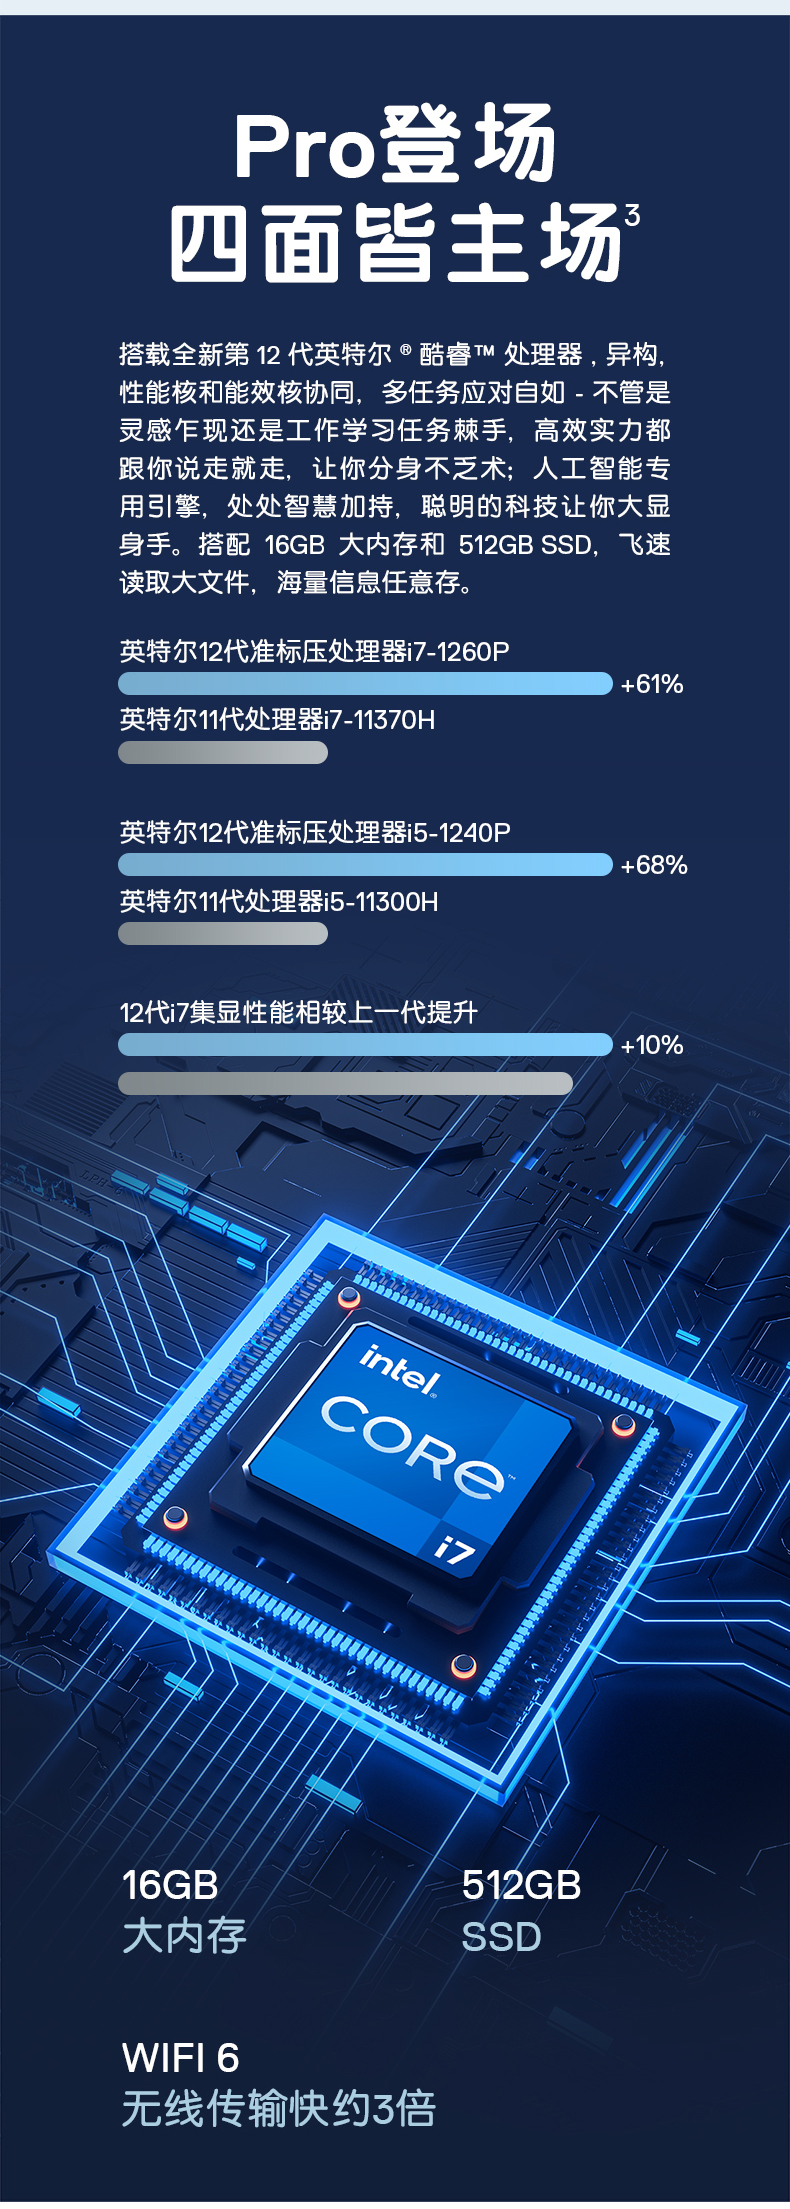 Pro登场
四面皆主场3
搭载全新第 12 代英特尔 ® 酷睿™ 处理器 , 异构,
性能核和能效核协同，多任务应对自如 - 不管是
灵感乍现还是工作学习任务棘手，高效实力都
跟你说走就走，让你分身不乏术；人工智能专
用引擎，处处智慧加持，聪明的科技让你大显
身手。搭配 16GB 大内存和 512GB SSD，飞速
读取大文件，海量信息任意存。
英特尔12代准标压处理器i7-1260P
+61%
英特尔11代处理器i7-11370H
英特尔12代准标压处理器i5-1240P
+68%
英特尔11代处理器i5-11300H
12代i7集显性能相较上一代提升
+10%
intel®
CORe™
i7
16GB
大内存
512GB
SSD
WIFI 6
无线传输快约3倍